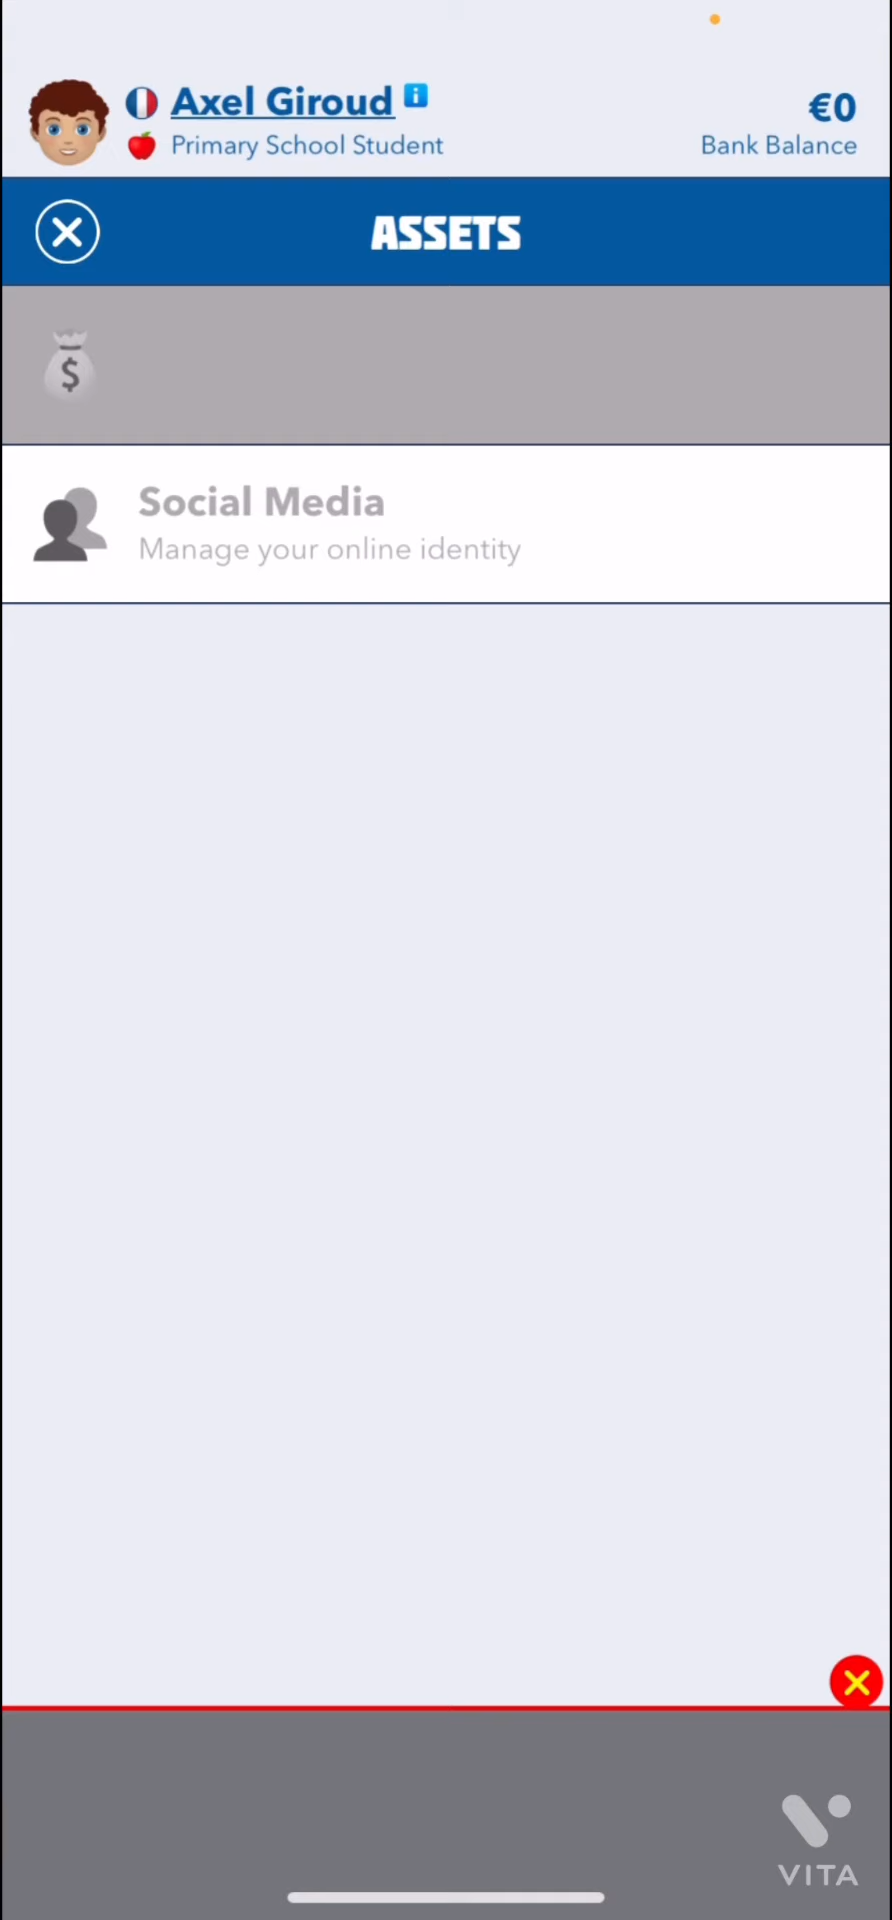 Axel Giroud
€0
Primary School Student
Bank Balance
ASSETS
$
Social Media
Manage your online identity
VITA